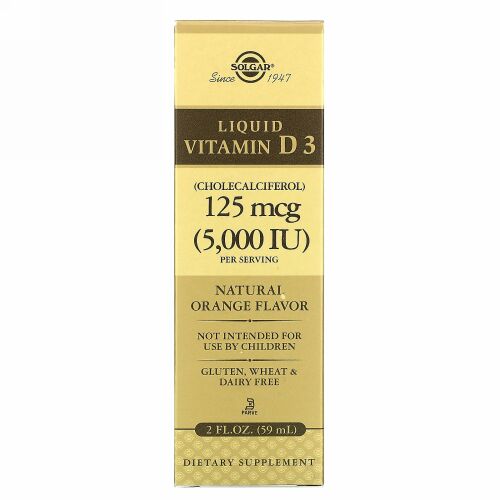 SOLGAR®
Since 1947
LIQUID
VITAMIN D 3
(CHOLECALCIFEROL)
125 mcg
(5,000 IU)
PER SERVING
NATURAL
ORANGE FLAVOR
NOT INTENDED FOR
USE BY CHILDREN
GLUTEN, WHEAT &
DAIRY FREE
PARVE
2 FL.OZ. (59 mL)
DIETARY SUPPLEMENT